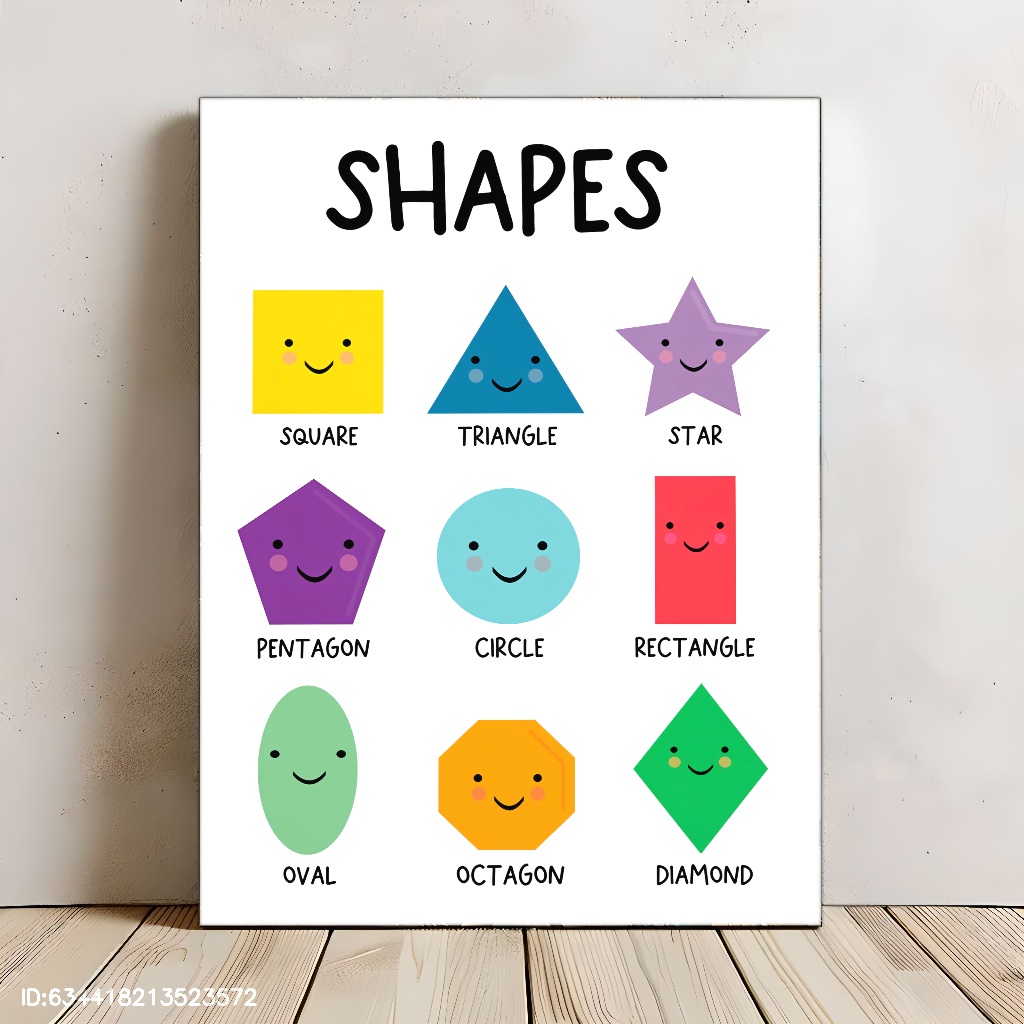 SHAPES
SQUARE TRIANGLE STAR
PENTAGON CIRCLE RECTANGLE
OVAL OCTAGON DIAMOND
ID:634418213523572